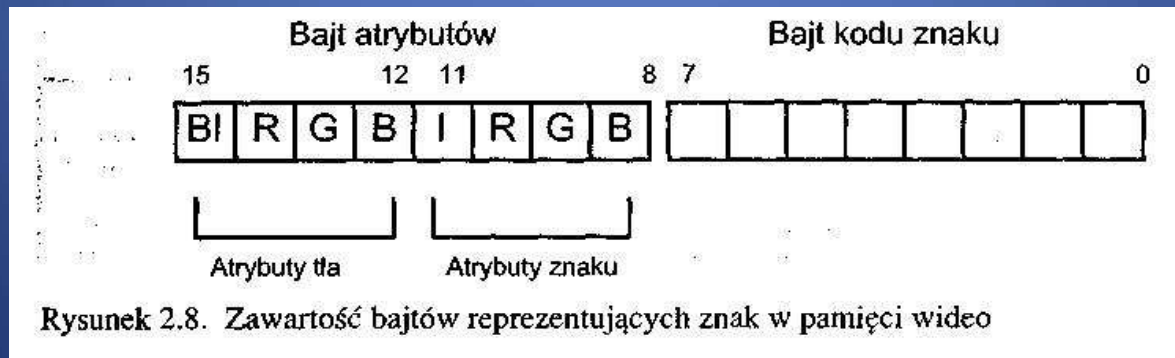 Bajt atrybutów Bajt kodu znaku
15 12 11 8 7 0
BI R G B I R G B
Atrybuty tła Atrybuty znaku
Rysunek 2.8. Zawartość bajtów reprezentujących znak w pamięci wideo